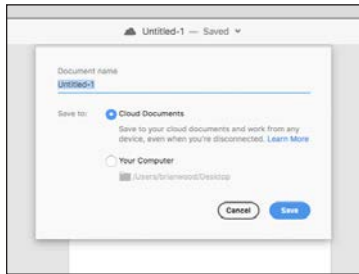 Untitled-1 — Saved
Document name
Untitled-1
Save to: Cloud Documents
Save to your cloud documents and work from any
device, even when you're disconnected. Learn More
Your Computer
/Users/brianwood/Desktop
Cancel Save